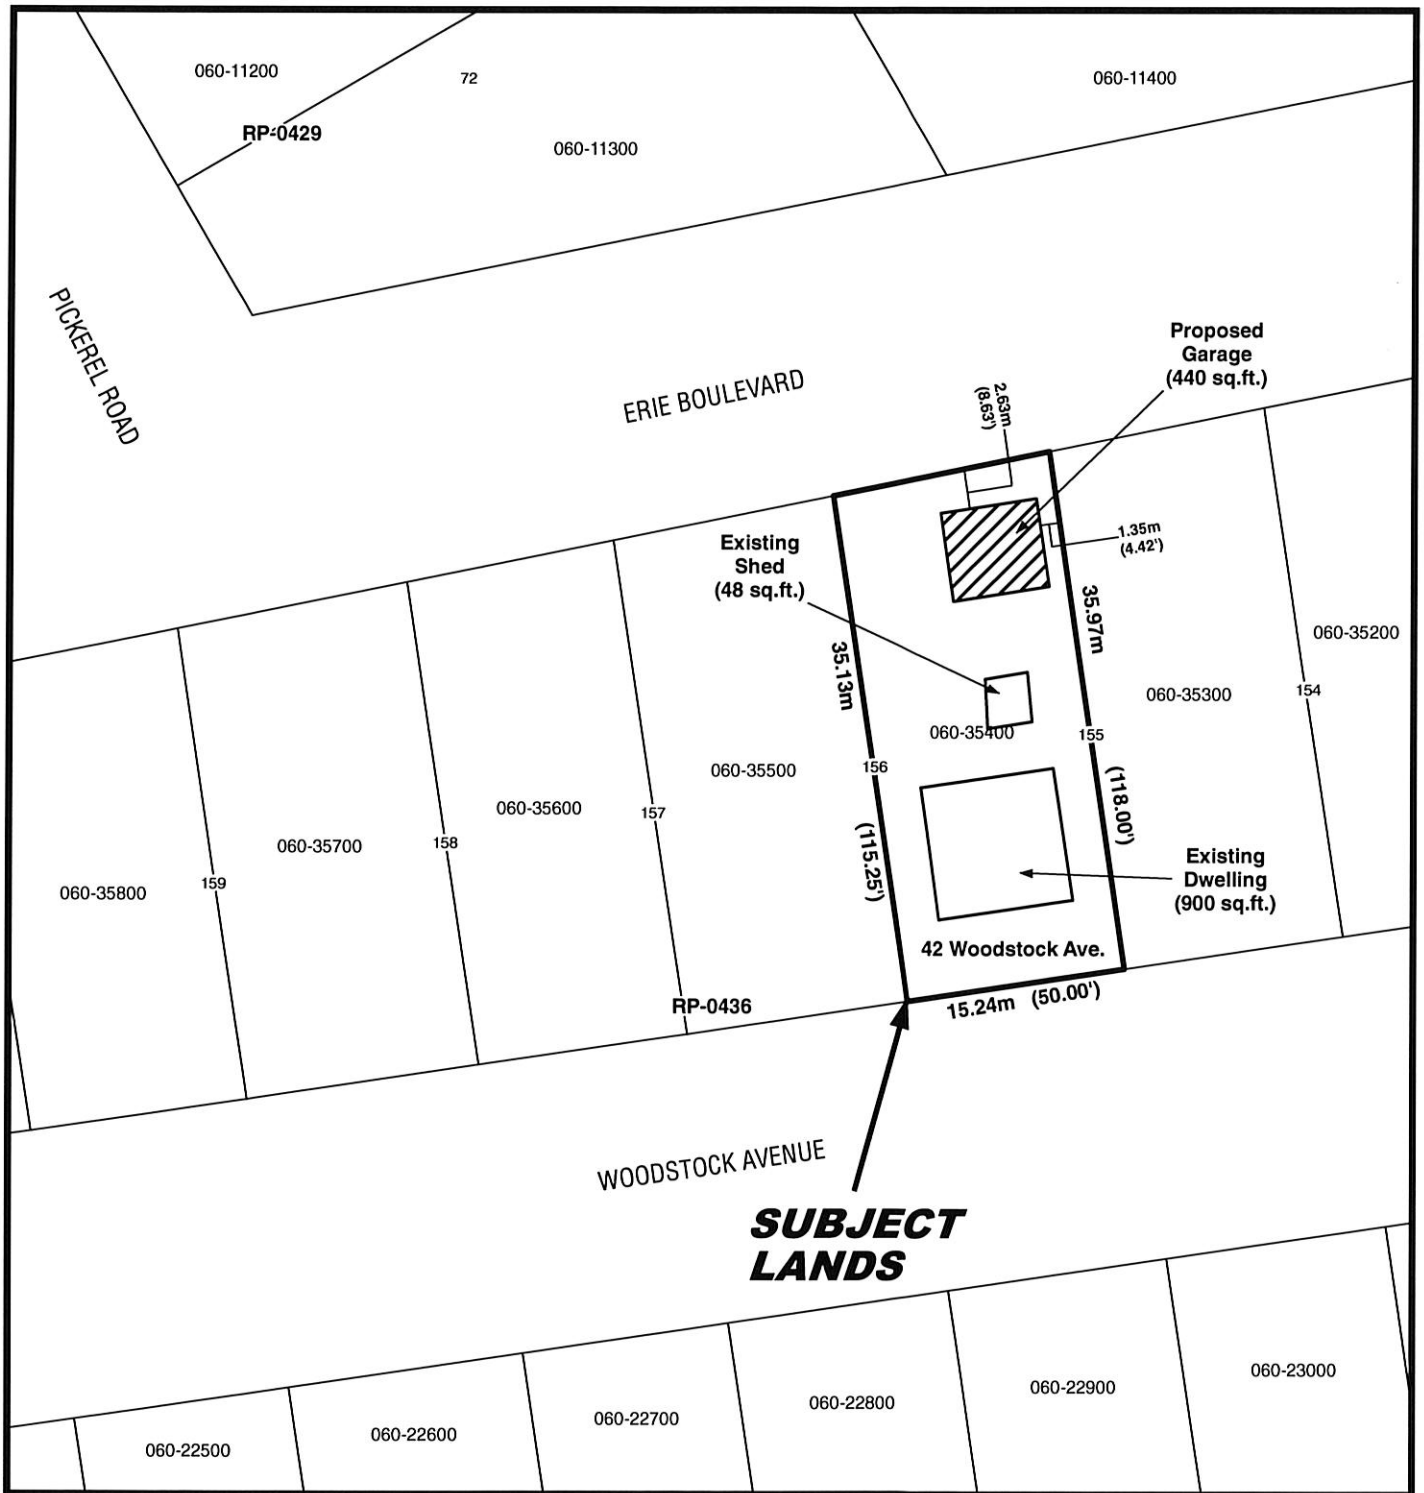 060-11200
72
060-11400
RP-0429
060-11300
PICKEREL ROAD
ERIE BOULEVARD
Proposed
Garage
(440 sq.ft.)
2.63m
(8.63')
1.35m
(4.42')
Existing
Shed
(48 sq.ft.)
35.13m
35.97m
060-35200
060-35300
154
060-35400
155
156
060-35500
(118.00')
060-35600
157
(115.25')
060-35700
158
Existing
Dwelling
(900 sq.ft.)
060-35800
159
42 Woodstock Ave.
RP-0436
15.24m (50.00')
WOODSTOCK AVENUE
SUBJECT
LANDS
060-22500
060-22600
060-22700
060-22800
060-22900
060-23000